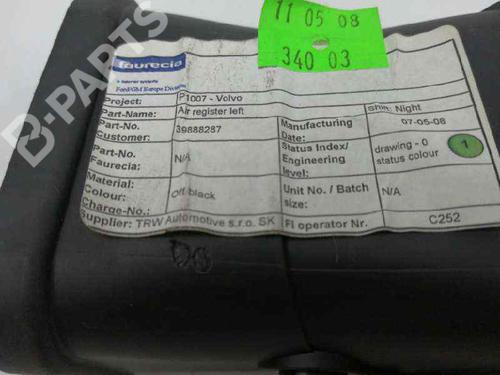 11 05 08
340 03
faurecia
interior systems
Ford/GM Europe Division
Project: P1007 - Volvo
Part-Name: Air register left
Part-No. Customer: 39888287
Part-No. Faurecia: N/A
Material:
Colour: Off black
Charge-No.:
Supplier: TRW Automotive s.r.o. SK
Shift: Night
Manufacturing Date: 07-05-08
Status Index/ Engineering level: drawing - 0 status colour 1
Unit No. / Batch size: N/A
FI operator Nr. C252
B-PARTS